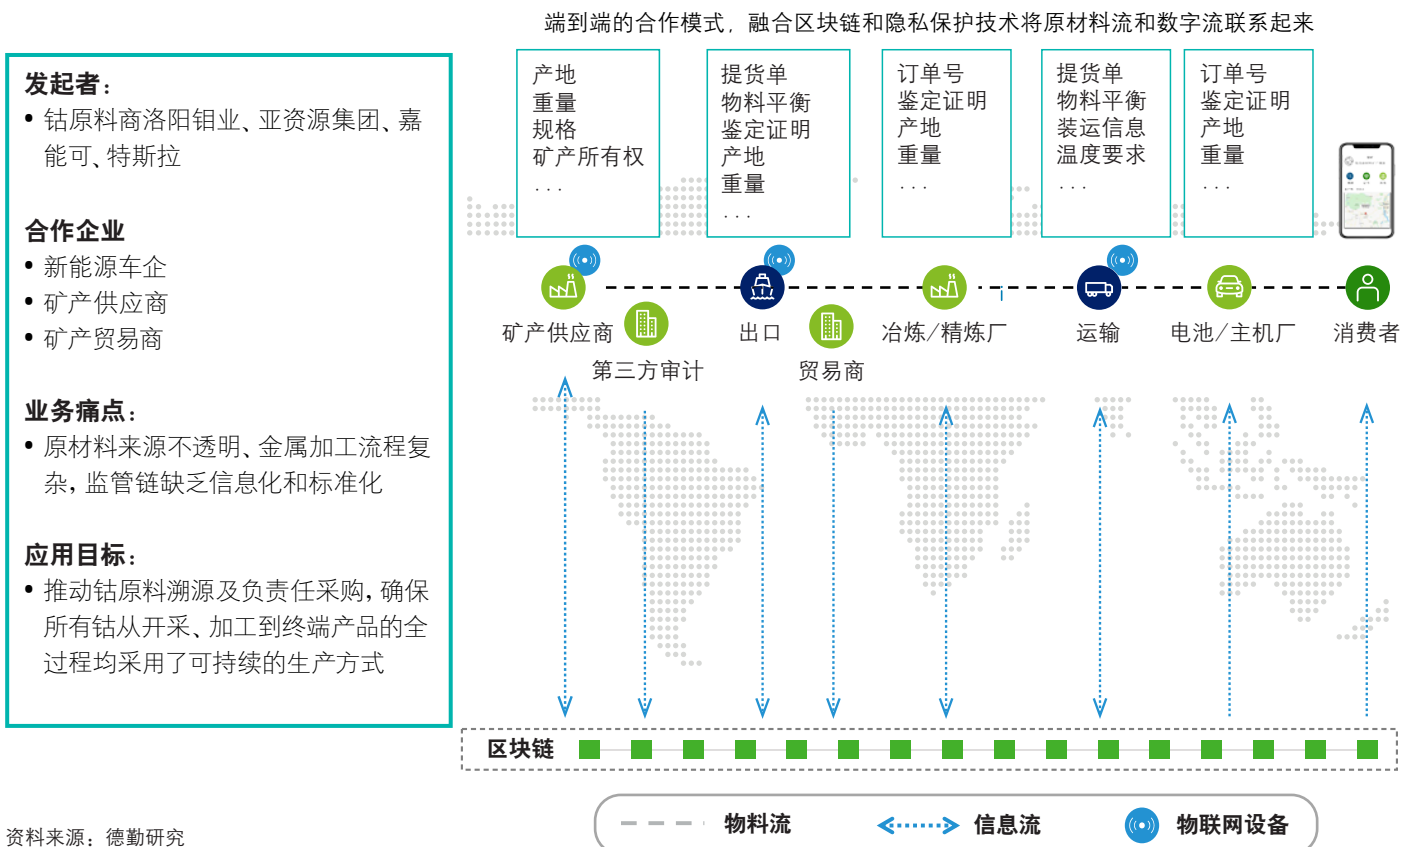 端到端的合作模式，融合区块链和隐私保护技术将原材料流和数字流联系起来
发起者：
• 钴原料商洛阳钼业、亚资源集团、嘉
能可、特斯拉
合作企业
• 新能源车企
• 矿产供应商
• 矿产贸易商
业务痛点：
• 原材料来源不透明、金属加工流程复
杂，监管链缺乏信息化和标准化
应用目标：
• 推动钴原料溯源及负责任采购，确保
所有钴从开采、加工到终端产品的全
过程均采用了可持续的生产方式
产地
重量
规格
矿产所有权
...
提货单
物料平衡
鉴定证明
产地
重量
...
订单号
鉴定证明
产地
重量
...
提货单
物料平衡
装运信息
温度要求
...
订单号
鉴定证明
产地
重量
...
矿产供应商
第三方审计
出口
贸易商
冶炼/精炼厂
运输
电池/主机厂
消费者
区块链
物料流
信息流
物联网设备
资料来源：德勤研究